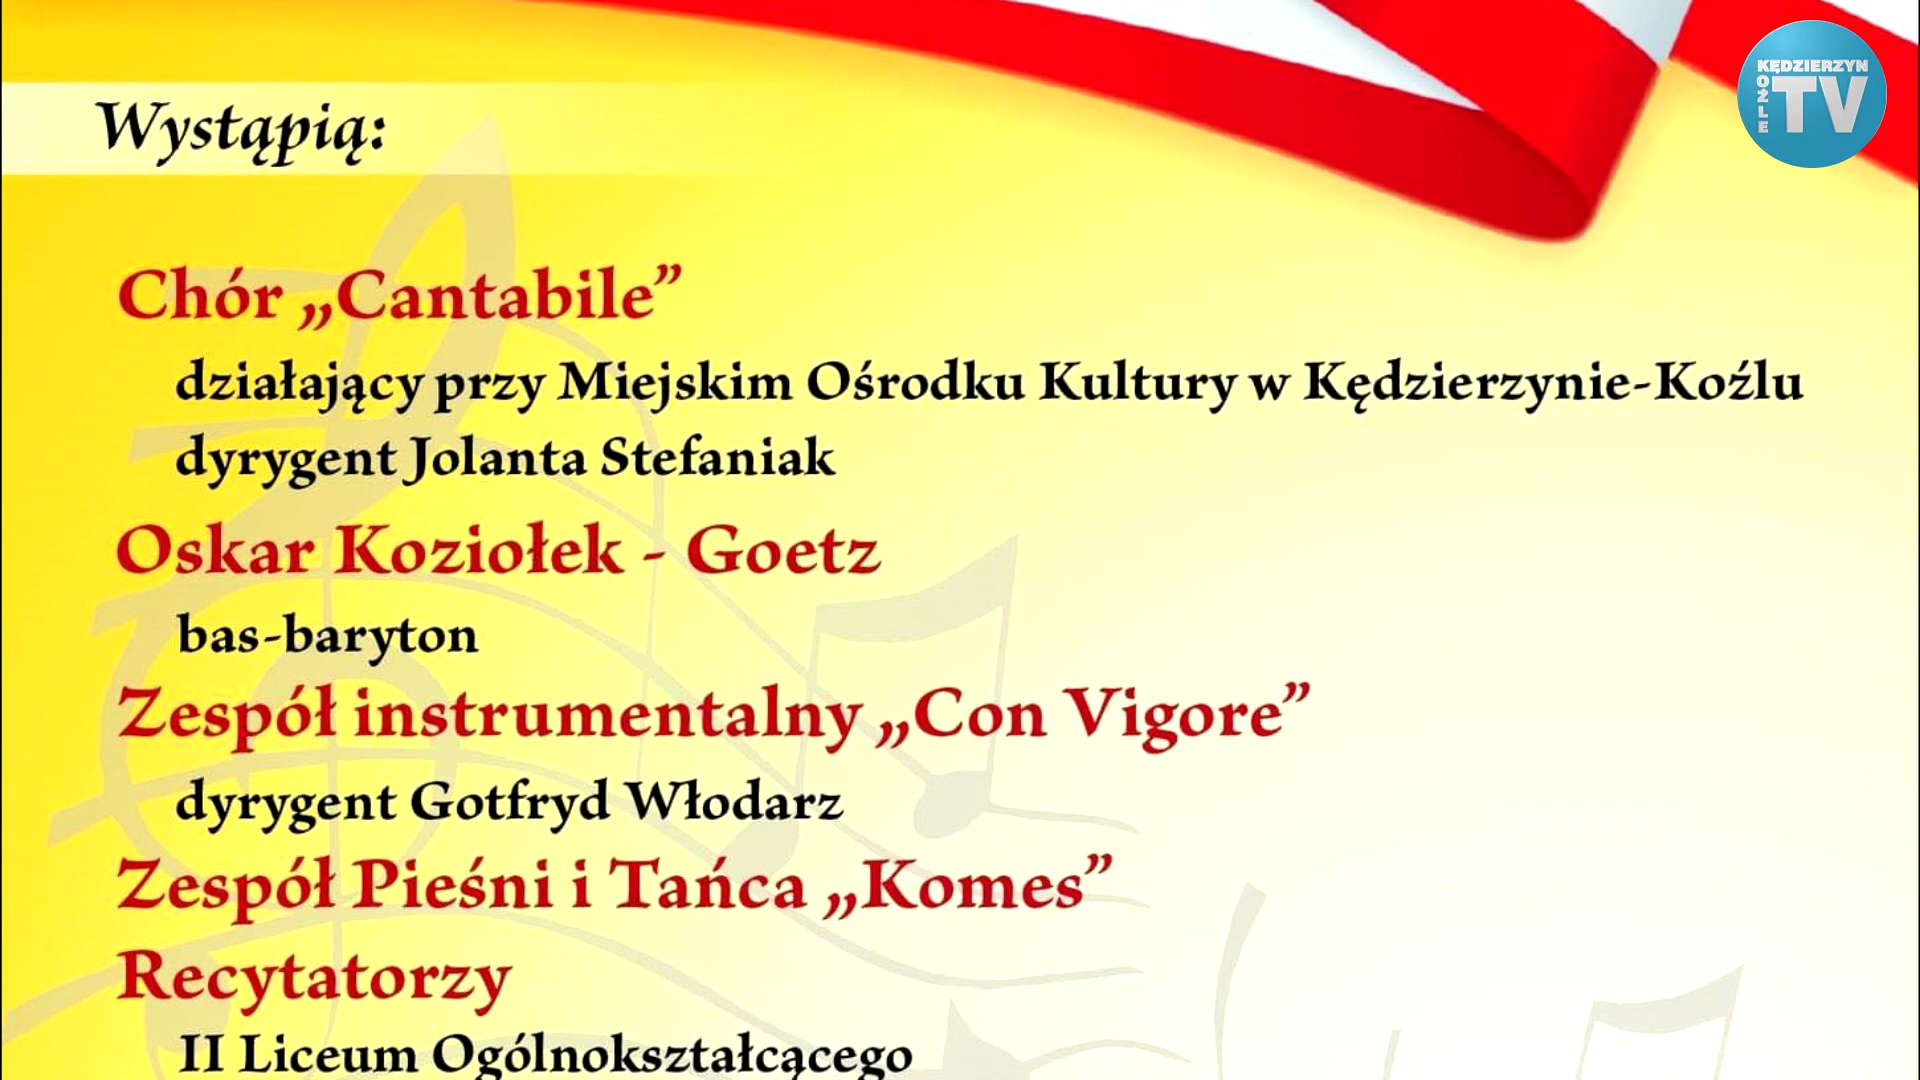 Wystąpią:
KĘDZIERZYN
KOŹLE
TV
Chór „Cantabile”
działający przy Miejskim Ośrodku Kultury w Kędzierzynie-Koźlu
dyrygent Jolanta Stefaniak
Oskar Koziołek - Goetz
bas-baryton
Zespół instrumentalny „Con Vigore”
dyrygent Gotfryd Włodarz
Zespół Pieśni i Tańca „Komes”
Recytatorzy
II Liceum Ogólnokształcącego